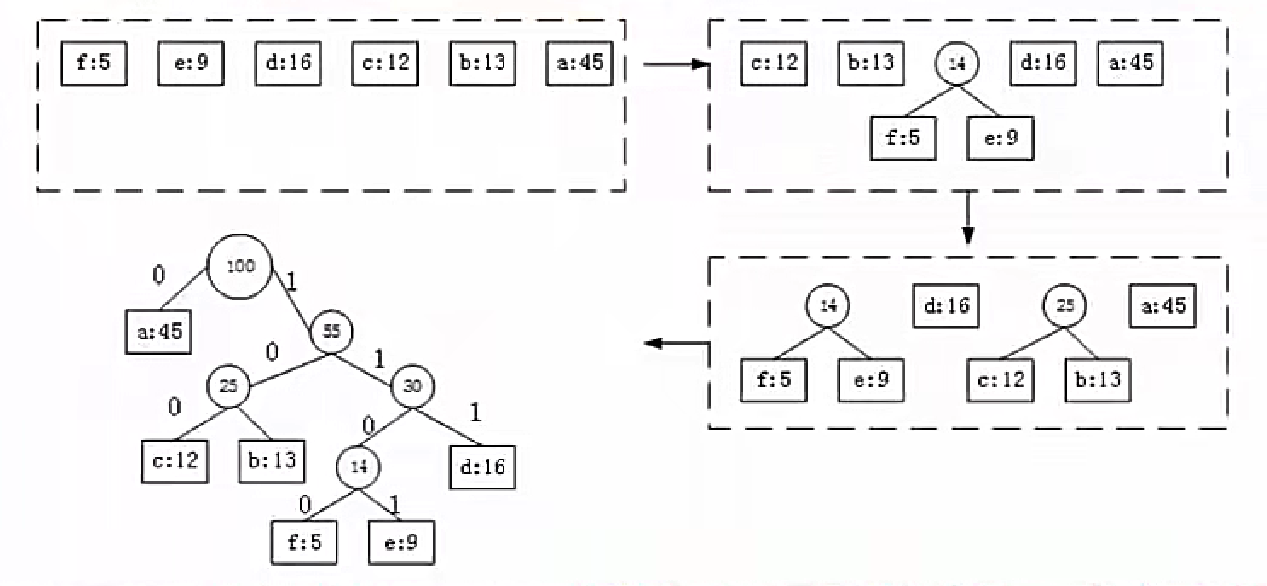 f:5 e:9 d:16 c:12 b:13 a:45
c:12 b:13 14 d:16 a:45
f:5 e:9
14 d:16 25 a:45
f:5 e:9 c:12 b:13
100
0 1
a:45 55
0 1
25 30
0 0 1
c:12 b:13 14 d:16
0 1
f:5 e:9